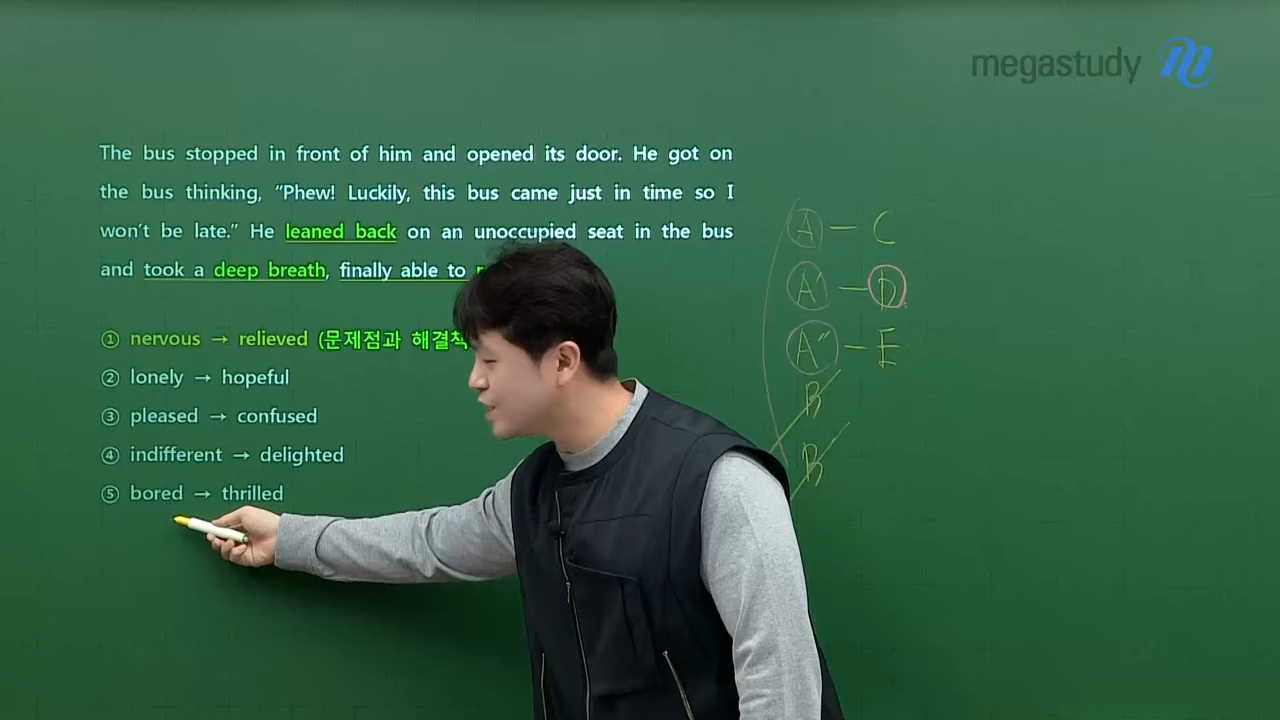 megastudy
The bus stopped in front of him and opened its door. He got on
the bus thinking, “Phew! Luckily, this bus came just in time so I
won’t be late.” He leaned back on an unoccupied seat in the bus
and took a deep breath, finally able to
① nervous → relieved (문제점과 해결책
② lonely → hopeful
③ pleased → confused
④ indifferent → delighted
⑤ bored → thrilled
A — C
A' — D
A'' — E
B
B